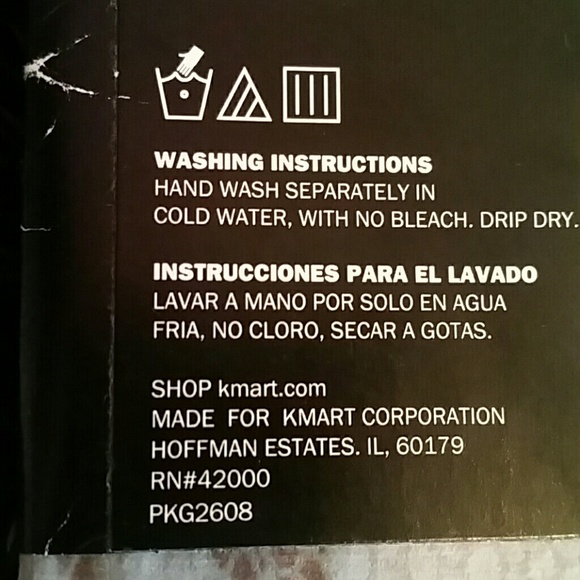 WASHING INSTRUCTIONS
HAND WASH SEPARATELY IN
COLD WATER, WITH NO BLEACH. DRIP DRY.
INSTRUCCIONES PARA EL LAVADO
LAVAR A MANO POR SOLO EN AGUA
FRIA, NO CLORO, SECAR A GOTAS.
SHOP kmart.com
MADE FOR KMART CORPORATION
HOFFMAN ESTATES. IL, 60179
RN#42000
PKG2608